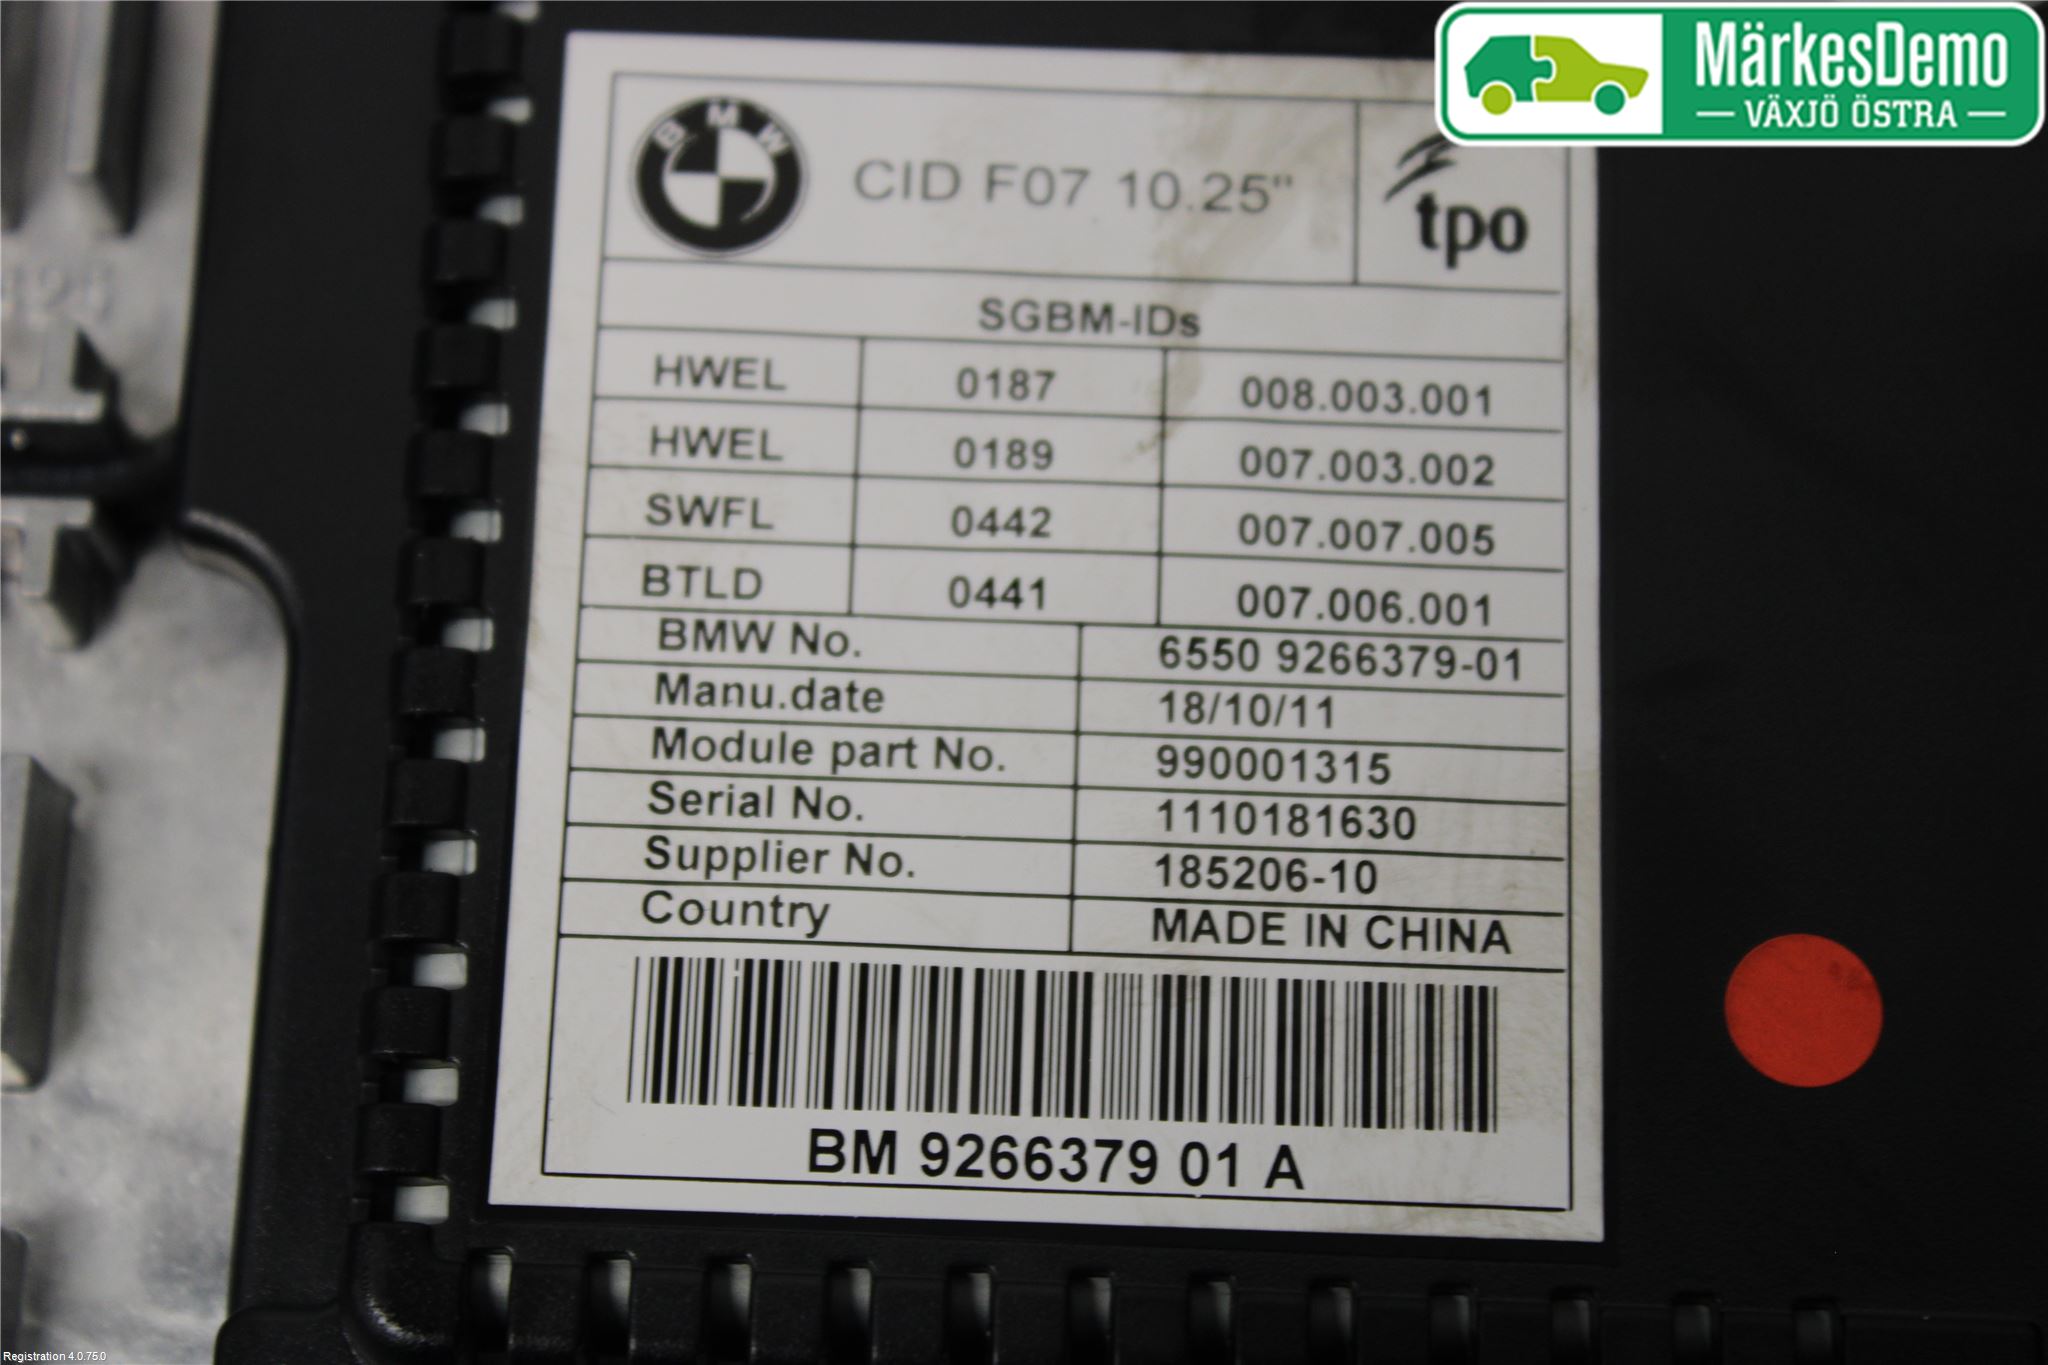 MärkesDemo
VÄXJÖ ÖSTRA
BMW
CID F07 10.25"
tpo
SGBM-IDs
HWEL 0187 008.003.001
HWEL 0189 007.003.002
SWFL 0442 007.007.005
BTLD 0441 007.006.001
BMW No. 6550 9266379-01
Manu.date 18/10/11
Module part No. 990001315
Serial No. 1110181630
Supplier No. 185206-10
Country MADE IN CHINA
BM 9266379 01 A
Registration 4.0.75.0